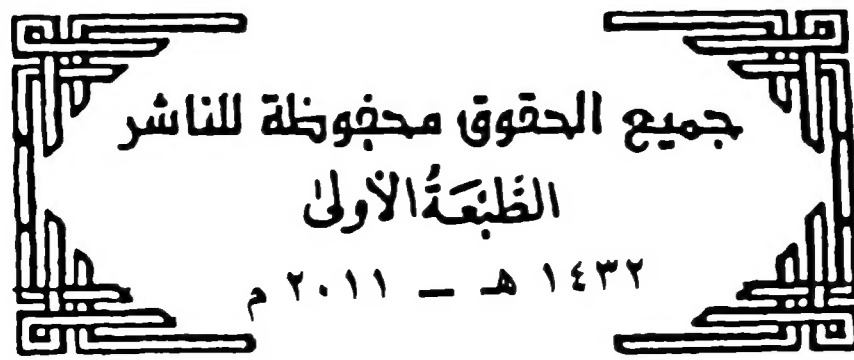 جميع الحقوق محفوظة للناشر
الطَّبْعَةُ الأولىٰ
١٤٣٢ هـ — ٢٠١١ م